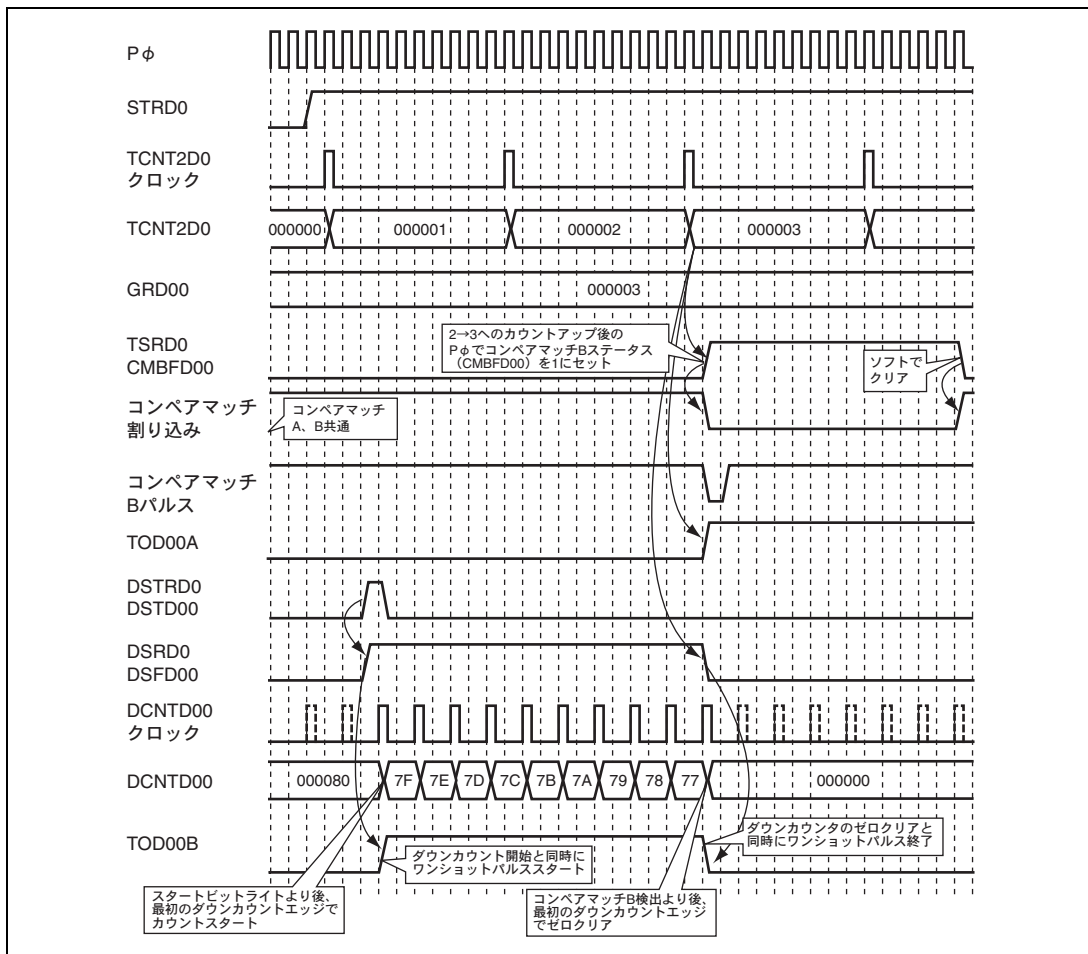 Pφ
STRD0
TCNT2D0
クロック
TCNT2D0
000000
000001
000002
000003
GRD00
000003
TSRD0
CMBFD00
2→3へのカウントアップ後の
PφでコンペアマッチBステータス
(CMBFD00)を1にセット
ソフトで
クリア
コンペアマッチ
割り込み
コンペアマッチ
A、B共通
コンペアマッチ
Bパルス
TOD00A
DSTRD0
DSTD00
DSRD0
DSFD00
DCNTD00
クロック
DCNTD00
000080
7F
7E
7D
7C
7B
7A
79
78
77
000000
TOD00B
ダウンカウント開始と同時に
ワンショットパルススタート
ダウンカウンタのゼロクリアと
同時にワンショットパルス終了
スタートビットライトより後、
最初のダウンカウントエッジで
カウントスタート
コンペアマッチB検出より後、
最初のダウンカウントエッジ
でゼロクリア